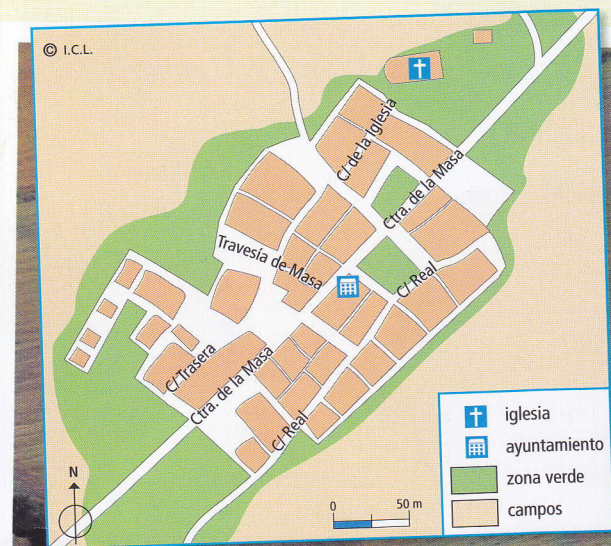 © I.C.L.
C/ de la Iglesia
Ctra. de la Masa
Travesía de Masa
C/ Real
C/ Trasera
Ctra. de la Masa
C/ Real
N
0 50 m
iglesia
ayuntamiento
zona verde
campos